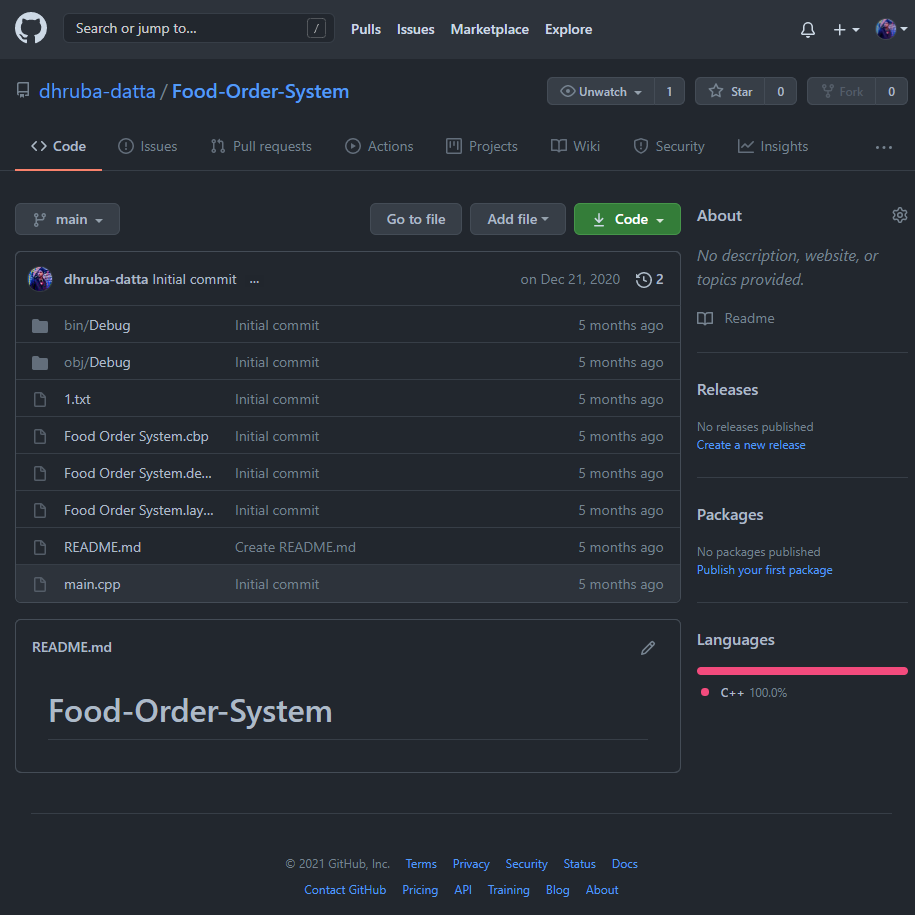 Search or jump to... /
Pulls Issues Marketplace Explore
dhruba-datta / Food-Order-System
Unwatch 1 Star 0 Fork 0
Code Issues Pull requests Actions Projects Wiki Security Insights ...
main Go to file Add file Code
dhruba-datta Initial commit ... on Dec 21, 2020 2
bin/Debug Initial commit 5 months ago
obj/Debug Initial commit 5 months ago
1.txt Initial commit 5 months ago
Food Order System.cbp Initial commit 5 months ago
Food Order System.de... Initial commit 5 months ago
Food Order System.lay... Initial commit 5 months ago
README.md Create README.md 5 months ago
main.cpp Initial commit 5 months ago
README.md
Food-Order-System
About
No description, website, or
topics provided.
Readme
Releases
No releases published
Create a new release
Packages
No packages published
Publish your first package
Languages
C++ 100.0%
© 2021 GitHub, Inc. Terms Privacy Security Status Docs
Contact GitHub Pricing API Training Blog About